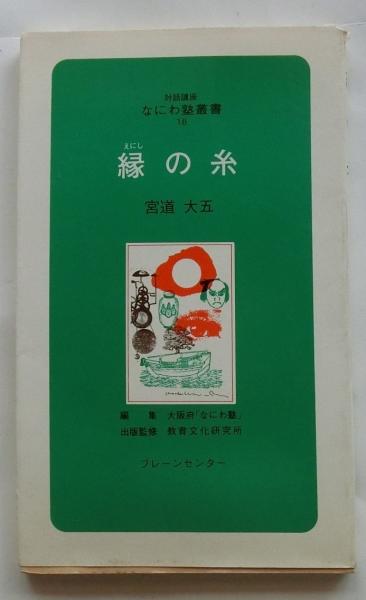 対話講座
なにわ塾叢書
18
えにし
縁の糸
宮道 大五
編集 大阪府「なにわ塾」
出版監修 教育文化研究所
ブレーンセンター